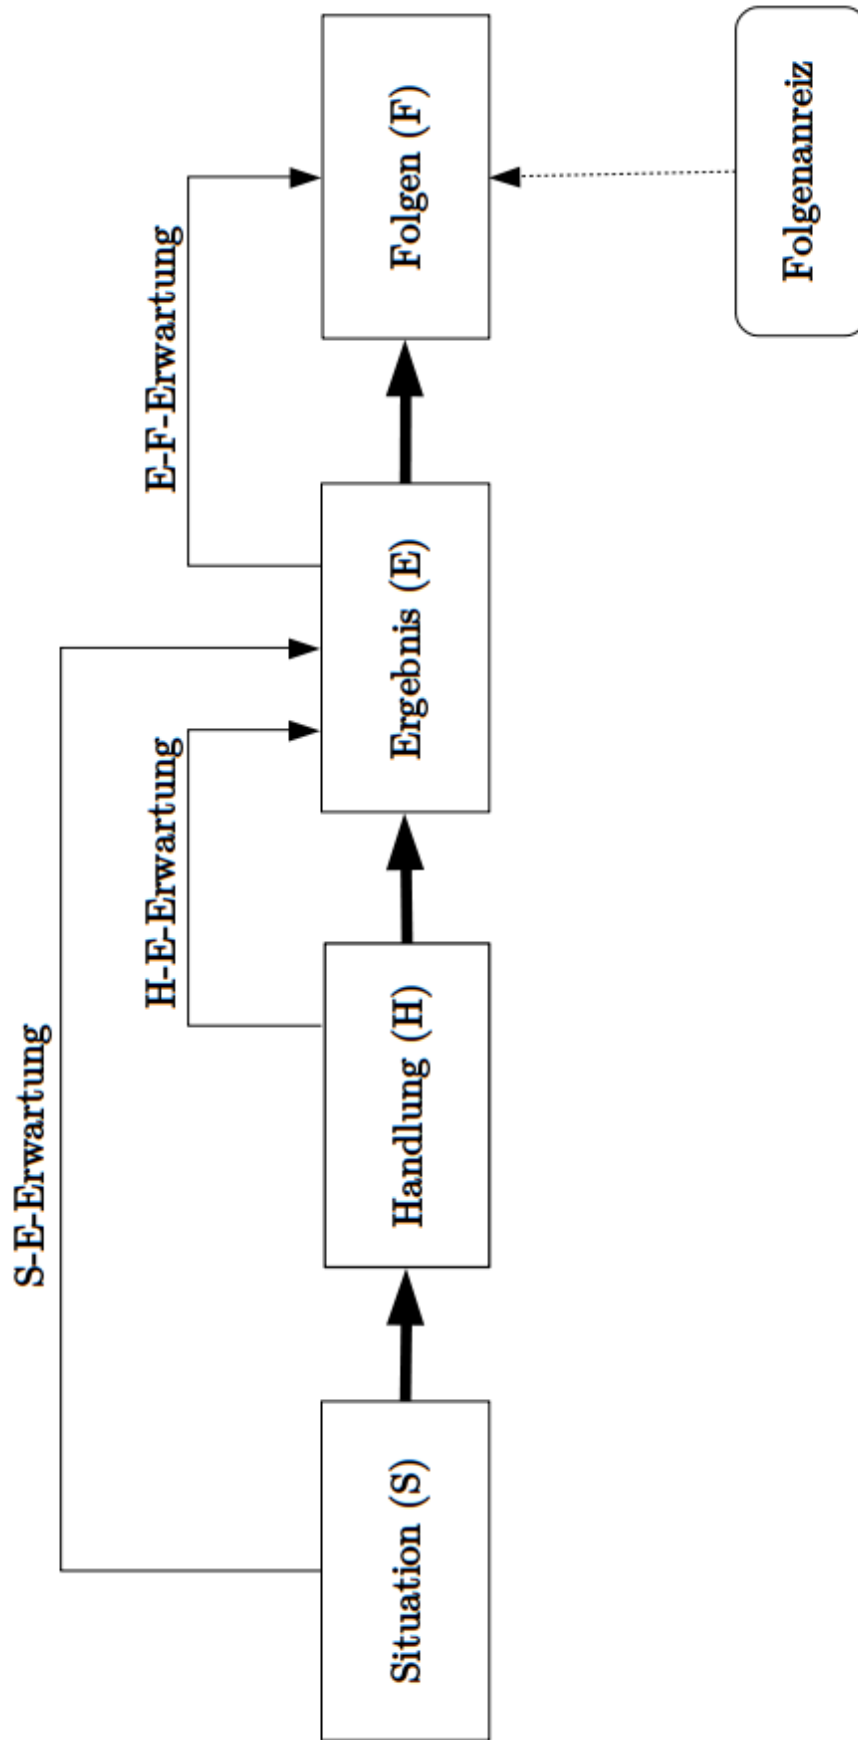 S-E-Erwartung
H-E-Erwartung
E-F-Erwartung
Situation (S)
Handlung (H)
Ergebnis (E)
Folgen (F)
Folgenanreiz